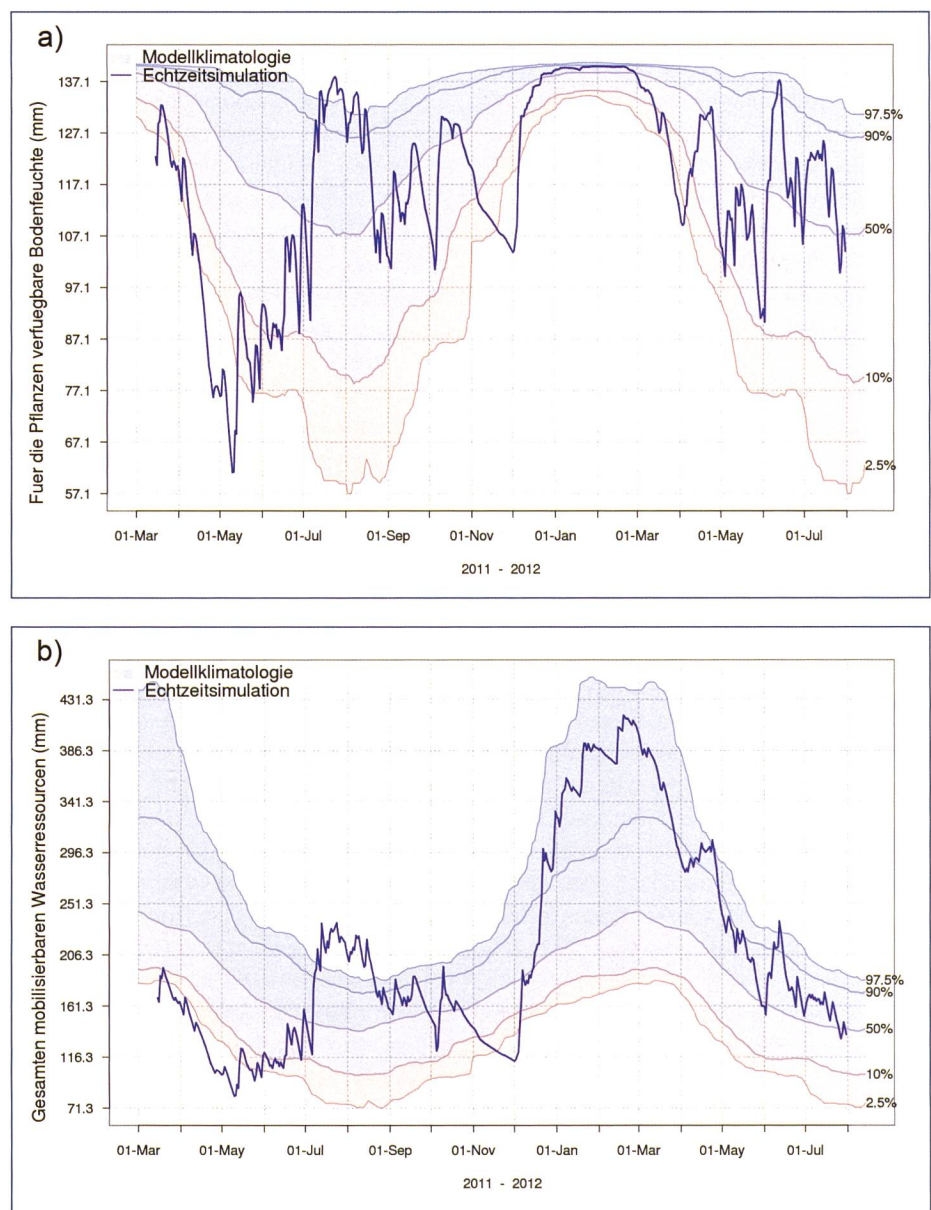 a)
Modellklimatologie
Echtzeitsimulation
Fuer die Pflanzen verfuegbare Bodenfeuchte (mm)
137.1
127.1
117.1
107.1
97.1
87.1
77.1
67.1
57.1
97.5%
90%
50%
10%
2.5%
01-Mar 01-May 01-Jul 01-Sep 01-Nov 01-Jan 01-Mar 01-May 01-Jul
2011 - 2012
b)
Modellklimatologie
Echtzeitsimulation
Gesamten mobilisierbaren Wasserressourcen (mm)
431.3
386.3
341.3
296.3
251.3
206.3
161.3
116.3
71.3
97.5%
90%
50%
10%
2.5%
01-Mar 01-May 01-Jul 01-Sep 01-Nov 01-Jan 01-Mar 01-May 01-Jul
2011 - 2012